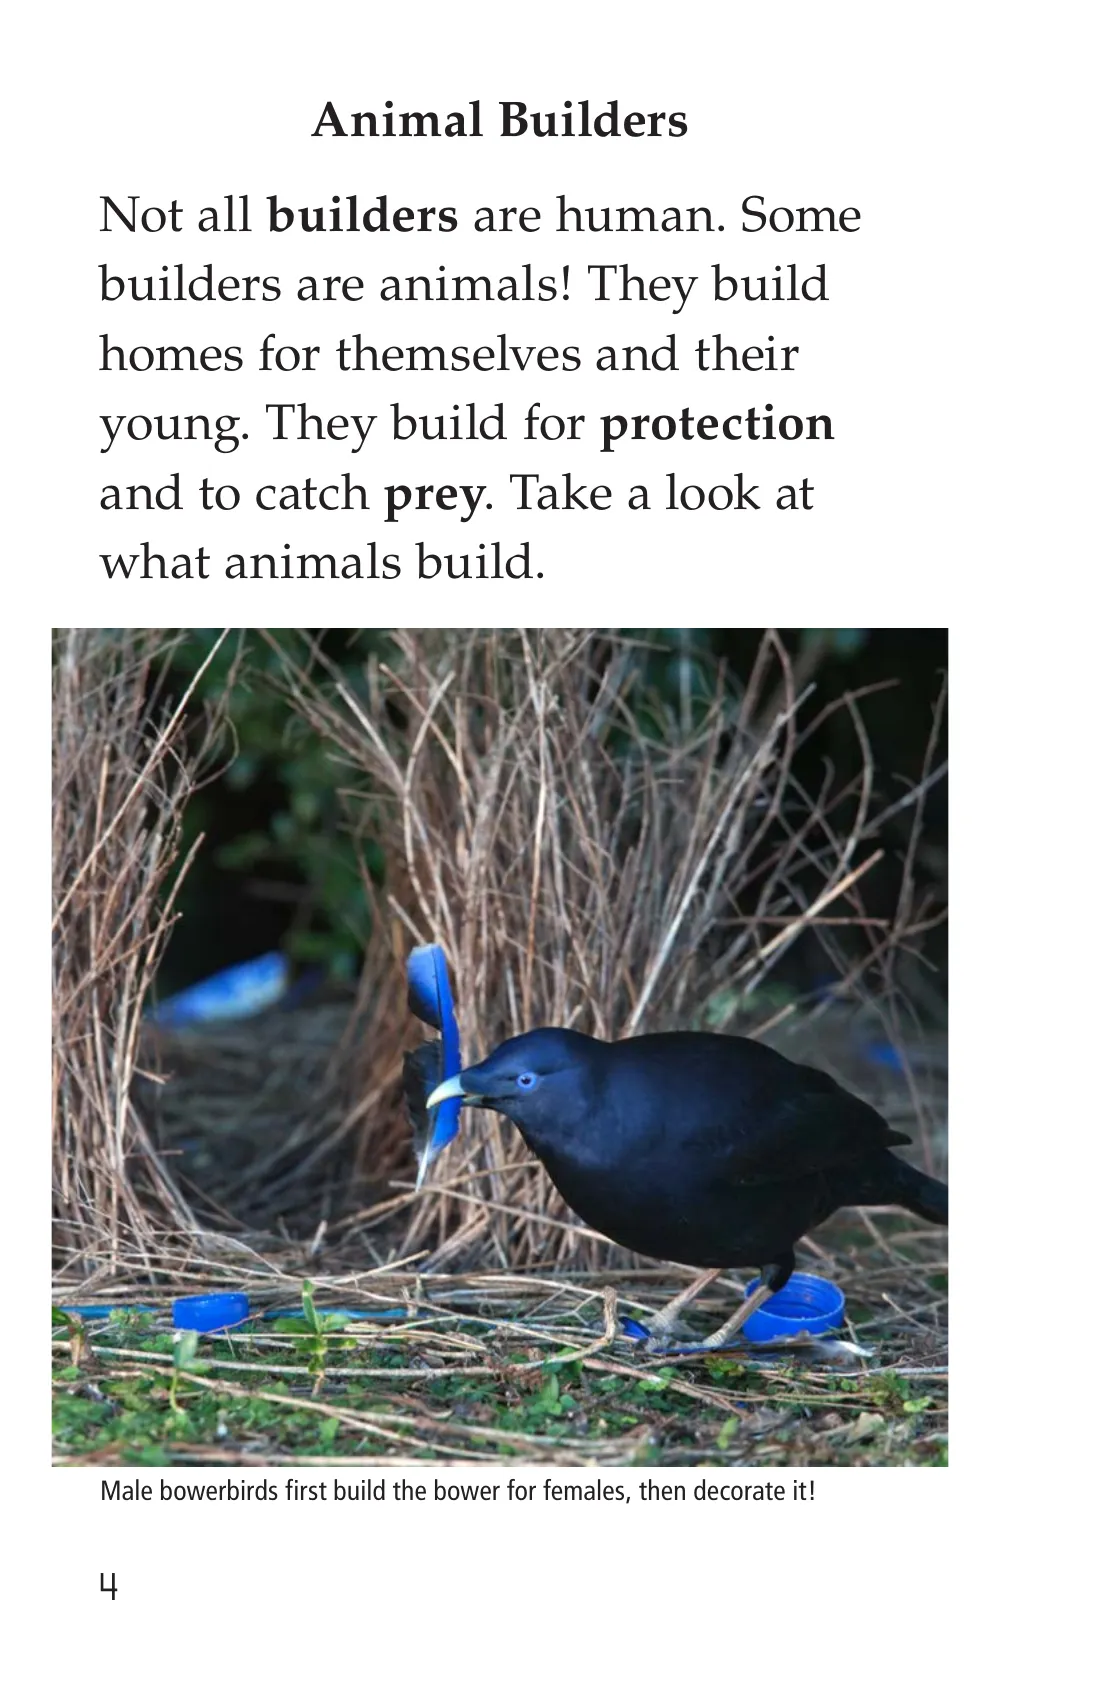 Animal Builders
Not all builders are human. Some
builders are animals! They build
homes for themselves and their
young. They build for protection
and to catch prey. Take a look at
what animals build.
Male bowerbirds first build the bower for females, then decorate it!
4